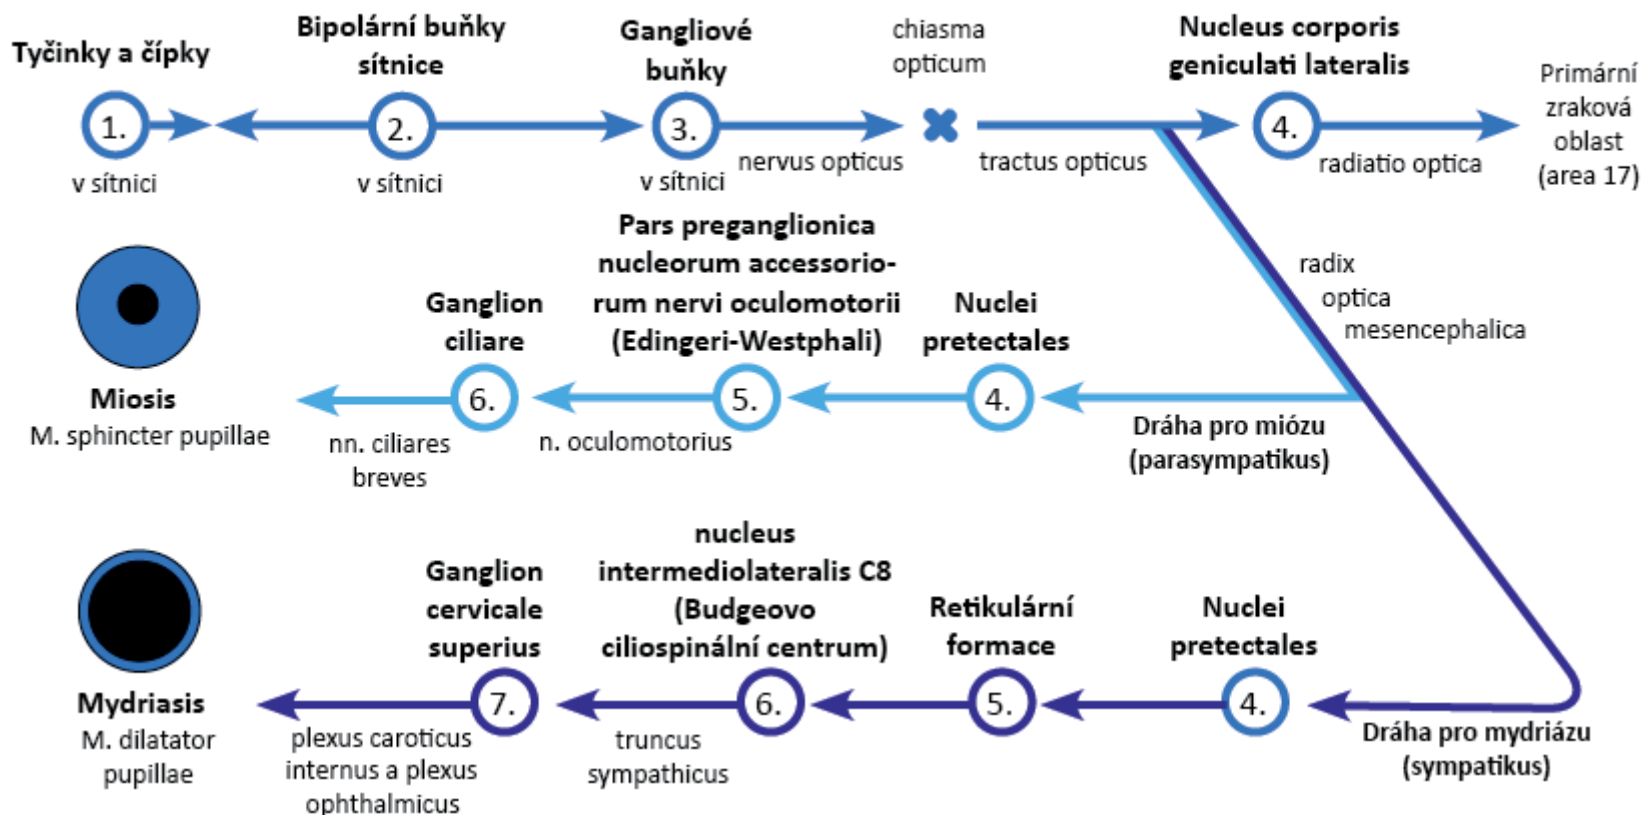 Tyčinky a čípky
1.
v sítnici
Bipolární buňky
sítnice
2.
v sítnici
Gangliové
buňky
3.
v sítnici
nervus opticus
chiasma
opticum
tractus opticus
Nucleus corporis
geniculati lateralis
4.
radiatio optica
Primární
zraková
oblast
(area 17)
radix
optica
mesencephalica
Dráha pro miózu
(parasympatikus)
Nuclei
pretectales
4.
Pars preganglionica
nucleorum accessorio-
rum nervi oculomotorii
(Edingeri-Westphali)
5.
n. oculomotorius
Ganglion
ciliare
6.
nn. ciliares
breves
Miosis
M. sphincter pupillae
Dráha pro mydriázu
(sympatikus)
Nuclei
pretectales
4.
Retikulární
formace
5.
nucleus
intermediolateralis C8
(Budgeovo
ciliospinální centrum)
6.
truncus
sympathicus
Ganglion
cervicale
superius
7.
plexus caroticus
internus a plexus
ophthalmicus
Mydriasis
M. dilatator
pupillae